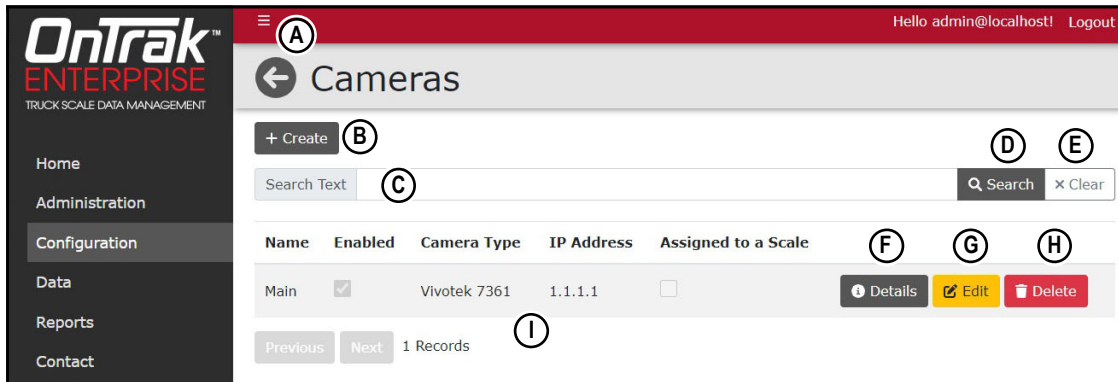 OnTrak™
ENTERPRISE
TRUCK SCALE DATA MANAGEMENT
Home
Administration
Configuration
Data
Reports
Contact
A
Hello admin@localhost! Logout
Cameras
+ Create B
Search Text C
D E
Search × Clear
Name Enabled Camera Type IP Address Assigned to a Scale
F G H
Main Vivotek 7361 1.1.1.1 Details Edit Delete
I
Previous Next 1 Records